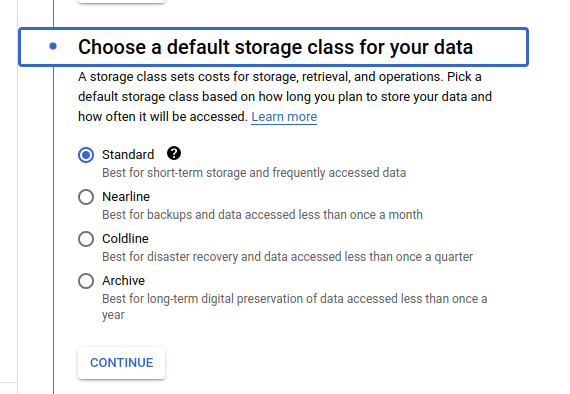 Choose a default storage class for your data
A storage class sets costs for storage, retrieval, and operations. Pick a
default storage class based on how long you plan to store your data and
how often it will be accessed. Learn more
Standard ?
Best for short-term storage and frequently accessed data
Nearline
Best for backups and data accessed less than once a month
Coldline
Best for disaster recovery and data accessed less than once a quarter
Archive
Best for long-term digital preservation of data accessed less than once a
year
CONTINUE